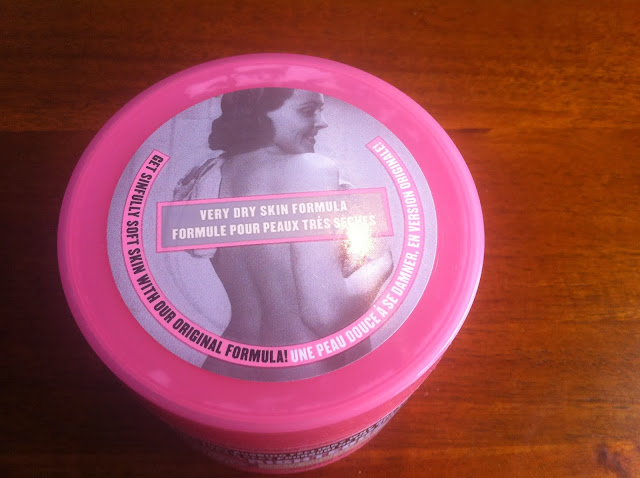 VERY DRY SKIN FORMULA
FORMULE POUR PEAUX TRÈS SÈCHES
GET SINFULLY SOFT SKIN WITH OUR ORIGINAL FORMULA! UNE PEAU DOUCE À SE DAMNER, EN VERSION ORIGINALE!